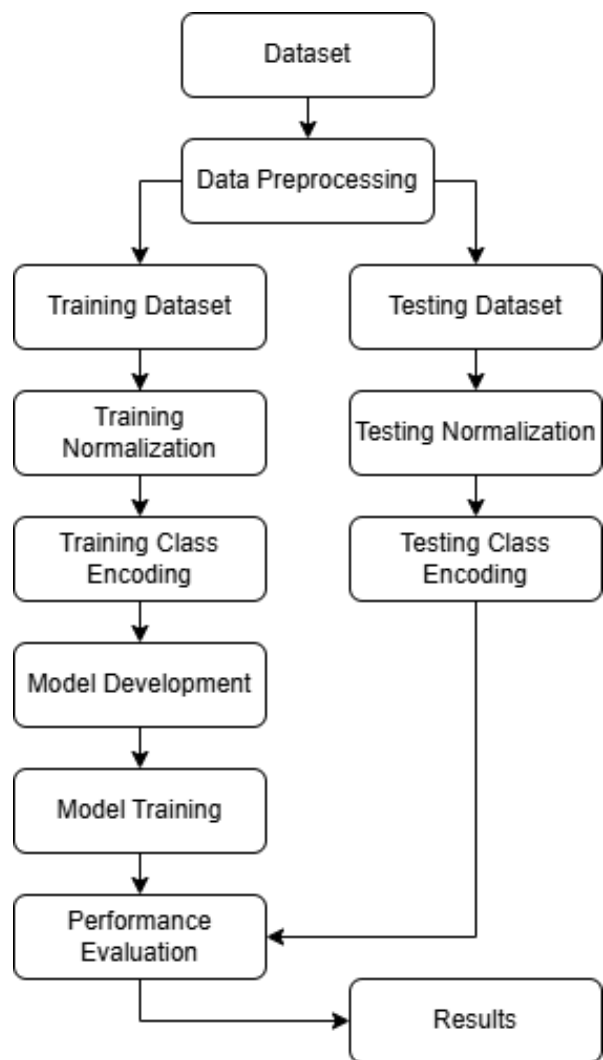 Dataset
Data Preprocessing
Training Dataset
Testing Dataset
Training
Normalization
Testing Normalization
Training Class
Encoding
Testing Class
Encoding
Model Development
Model Training
Performance
Evaluation
Results